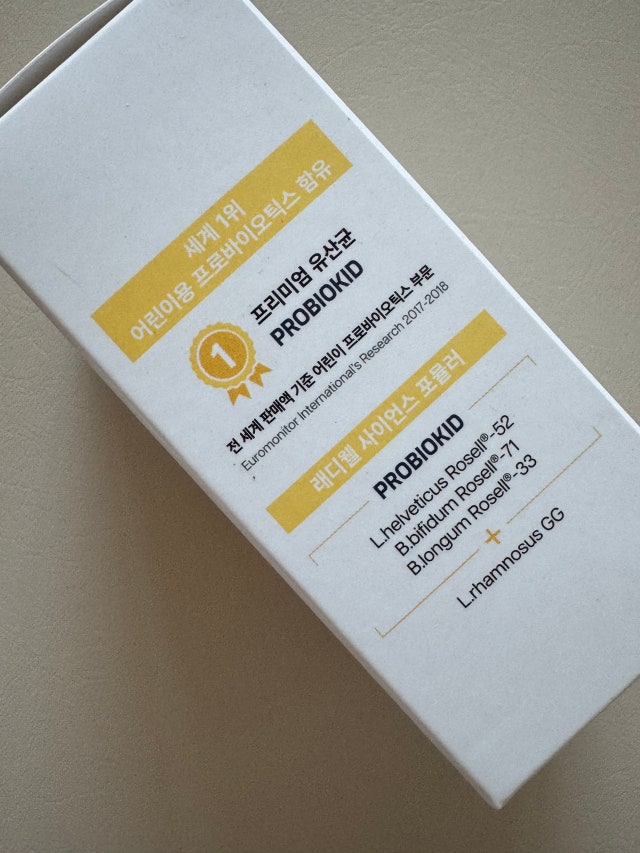 세계 1위
어린이용 프로바이오틱스 함유
1
프리미엄 유산균
PROBIOKID
전 세계 판매액 기준 어린이 프로바이오틱스 부문
Euromonitor International's Research 2017-2018
래디웰 사이언스 포뮬러
PROBIOKID
L.helveticus Rosell®-52
B.bifidum Rosell®-71
B.longum Rosell®-33
+
L.rhamnosus GG